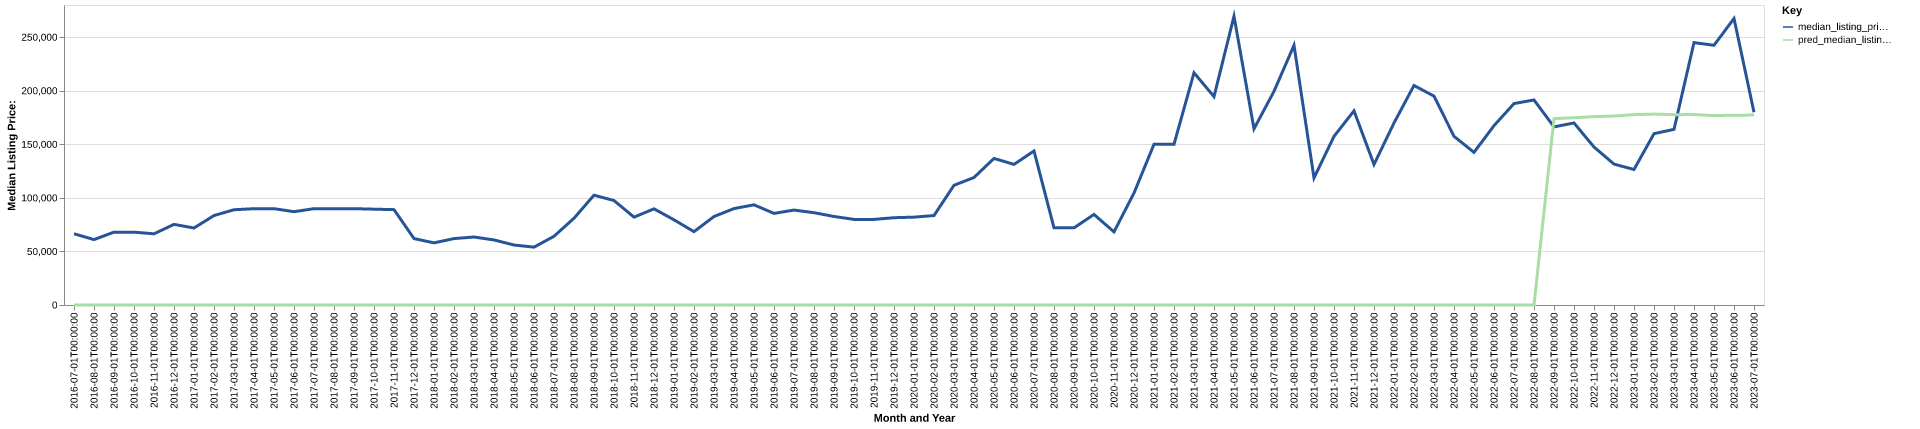 Median Listing Price:
250,000
200,000
150,000
100,000
50,000
0
2016-07-01T00:00:00
2016-08-01T00:00:00
2016-09-01T00:00:00
2016-10-01T00:00:00
2016-11-01T00:00:00
2016-12-01T00:00:00
2017-01-01T00:00:00
2017-02-01T00:00:00
2017-03-01T00:00:00
2017-04-01T00:00:00
2017-05-01T00:00:00
2017-06-01T00:00:00
2017-07-01T00:00:00
2017-08-01T00:00:00
2017-09-01T00:00:00
2017-10-01T00:00:00
2017-11-01T00:00:00
2017-12-01T00:00:00
2018-01-01T00:00:00
2018-02-01T00:00:00
2018-03-01T00:00:00
2018-04-01T00:00:00
2018-05-01T00:00:00
2018-06-01T00:00:00
2018-07-01T00:00:00
2018-08-01T00:00:00
2018-09-01T00:00:00
2018-10-01T00:00:00
2018-11-01T00:00:00
2018-12-01T00:00:00
2019-01-01T00:00:00
2019-02-01T00:00:00
2019-03-01T00:00:00
2019-04-01T00:00:00
2019-05-01T00:00:00
2019-06-01T00:00:00
2019-07-01T00:00:00
2019-08-01T00:00:00
2019-09-01T00:00:00
2019-10-01T00:00:00
2019-11-01T00:00:00
2019-12-01T00:00:00
2020-01-01T00:00:00
2020-02-01T00:00:00
2020-03-01T00:00:00
2020-04-01T00:00:00
2020-05-01T00:00:00
2020-06-01T00:00:00
2020-07-01T00:00:00
2020-08-01T00:00:00
2020-09-01T00:00:00
2020-10-01T00:00:00
2020-11-01T00:00:00
2020-12-01T00:00:00
2021-01-01T00:00:00
2021-02-01T00:00:00
2021-03-01T00:00:00
2021-04-01T00:00:00
2021-05-01T00:00:00
2021-06-01T00:00:00
2021-07-01T00:00:00
2021-08-01T00:00:00
2021-09-01T00:00:00
2021-10-01T00:00:00
2021-11-01T00:00:00
2021-12-01T00:00:00
2022-01-01T00:00:00
2022-02-01T00:00:00
2022-03-01T00:00:00
2022-04-01T00:00:00
2022-05-01T00:00:00
2022-06-01T00:00:00
2022-07-01T00:00:00
2022-08-01T00:00:00
2022-09-01T00:00:00
2022-10-01T00:00:00
2022-11-01T00:00:00
2022-12-01T00:00:00
2023-01-01T00:00:00
2023-02-01T00:00:00
2023-03-01T00:00:00
2023-04-01T00:00:00
2023-05-01T00:00:00
2023-06-01T00:00:00
2023-07-01T00:00:00
Month and Year
Key
median_listing_pri…
pred_median_listin…